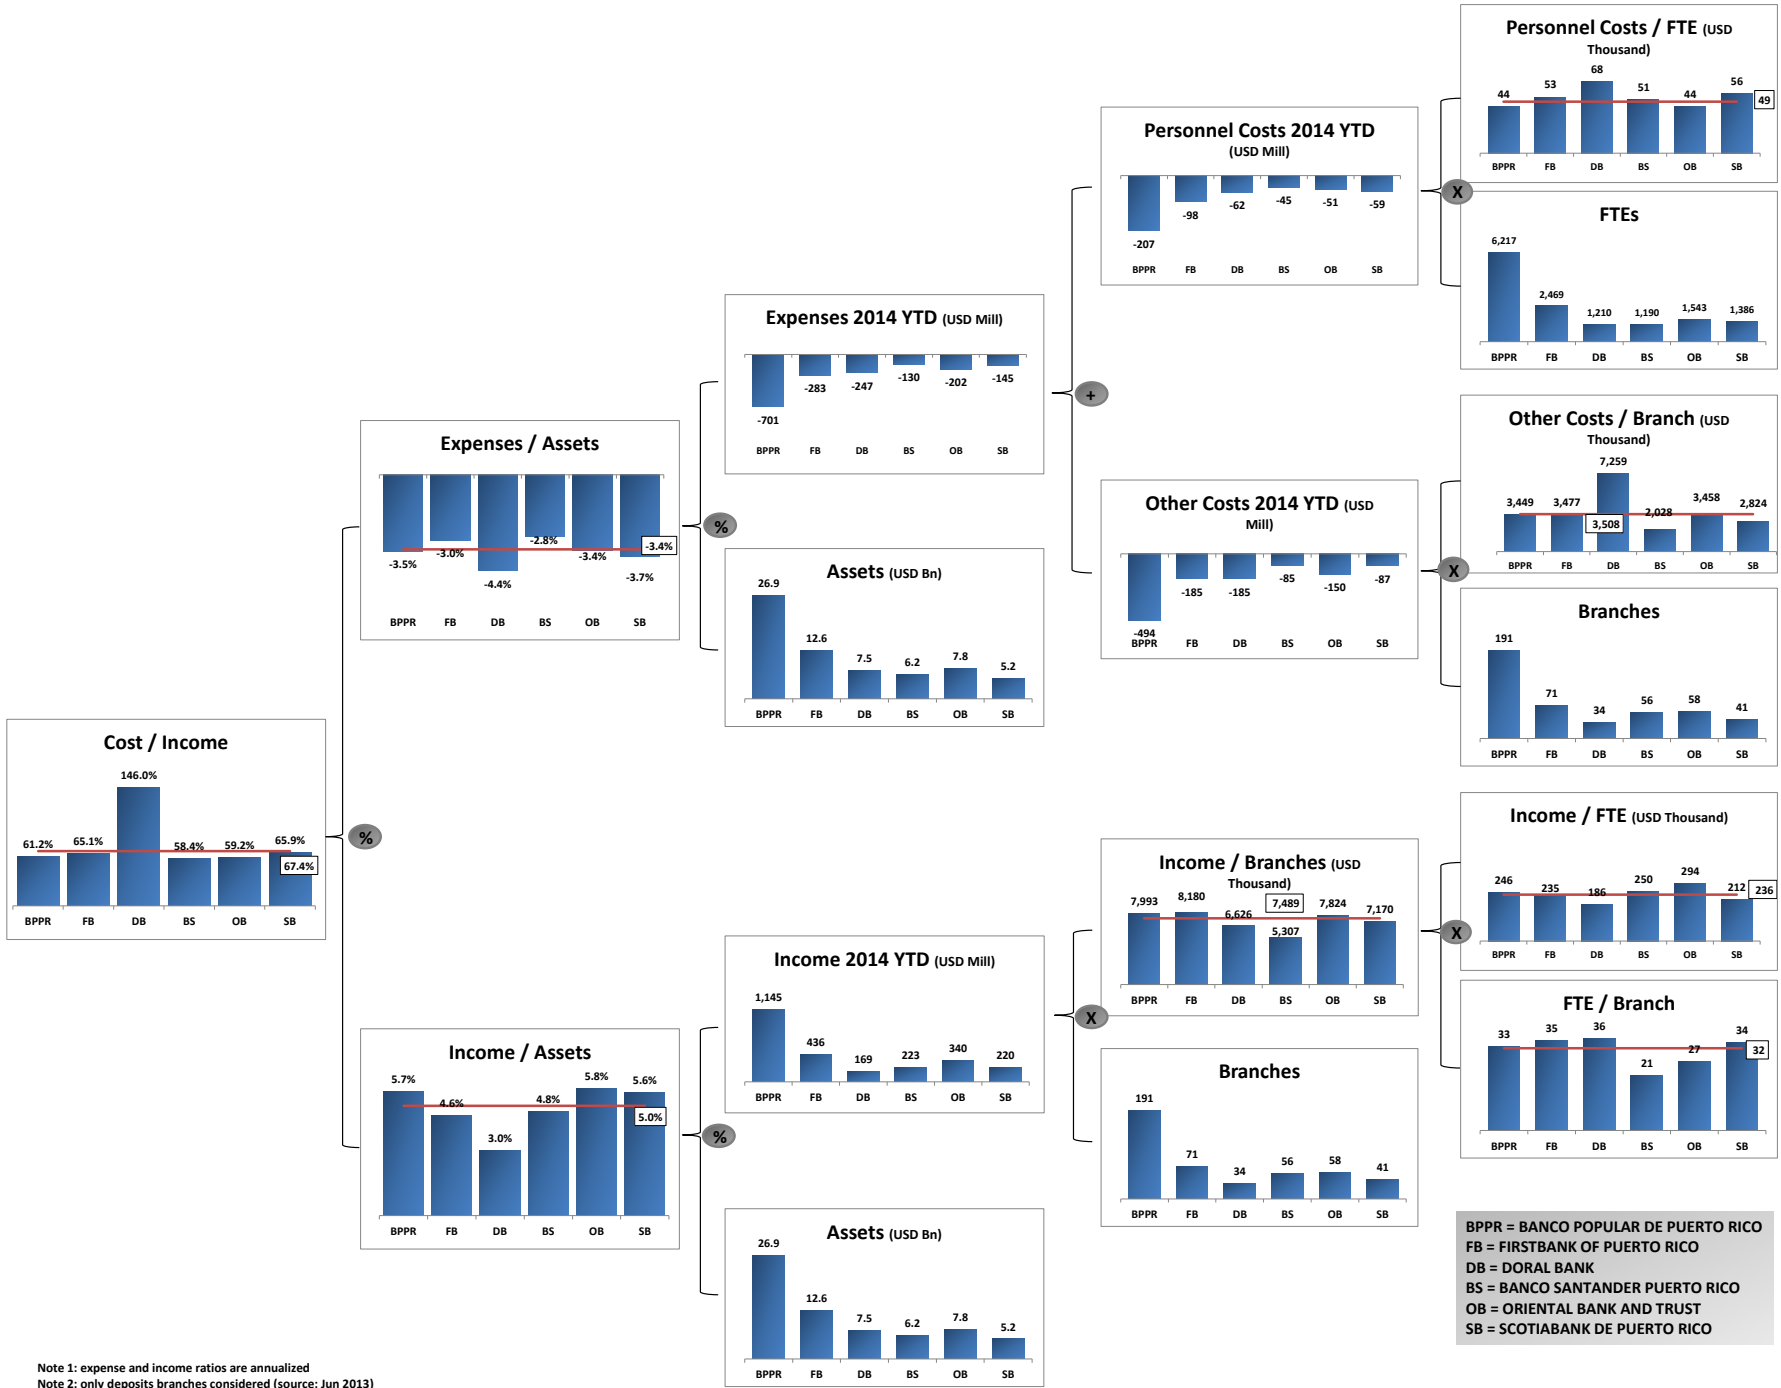 Personnel Costs / FTE (USD
Thousand)
44 53 68 51 44 56 49
BPPR FB DB BS OB SB
Personnel Costs 2014 YTD
(USD Mill)
-207 -98 -62 -45 -51 -59
BPPR FB DB BS OB SB
X
FTEs
6,217 2,469 1,210 1,190 1,543 1,386
BPPR FB DB BS OB SB
Expenses 2014 YTD (USD Mill)
-701 -283 -247 -130 -202 -145
BPPR FB DB BS OB SB
+
Other Costs / Branch (USD
Thousand)
3,449 3,477 7,259 2,028 3,458 2,824
3,508
BPPR FB DB BS OB SB
Expenses / Assets
-3.5% -3.0% -4.4% -2.8% -3.4% -3.7% -3.4%
BPPR FB DB BS OB SB
%
Other Costs 2014 YTD (USD
Mill)
-494 -185 -185 -85 -150 -87
BPPR FB DB BS OB SB
X
Assets (USD Bn)
26.9 12.6 7.5 6.2 7.8 5.2
BPPR FB DB BS OB SB
Branches
191 71 34 56 58 41
BPPR FB DB BS OB SB
Cost / Income
61.2% 65.1% 146.0% 58.4% 59.2% 65.9%
67.4%
BPPR FB DB BS OB SB
%
Income / FTE (USD Thousand)
246 235 186 250 294 212 236
BPPR FB DB BS OB SB
Income / Branches (USD
Thousand)
7,993 8,180 6,626 5,307 7,824 7,170
7,489
BPPR FB DB BS OB SB
X
Income 2014 YTD (USD Mill)
1,145 436 169 223 340 220
BPPR FB DB BS OB SB
X
FTE / Branch
33 35 36 21 27 34 32
BPPR FB DB BS OB SB
Income / Assets
5.7% 4.6% 3.0% 4.8% 5.8% 5.6%
5.0%
BPPR FB DB BS OB SB
%
Branches
191 71 34 56 58 41
BPPR FB DB BS OB SB
Assets (USD Bn)
26.9 12.6 7.5 6.2 7.8 5.2
BPPR FB DB BS OB SB
BPPR = BANCO POPULAR DE PUERTO RICO
FB = FIRSTBANK OF PUERTO RICO
DB = DORAL BANK
BS = BANCO SANTANDER PUERTO RICO
OB = ORIENTAL BANK AND TRUST
SB = SCOTIABANK DE PUERTO RICO
Note 1: expense and income ratios are annualized
Note 2: only deposits branches considered (source: Jun 2013)